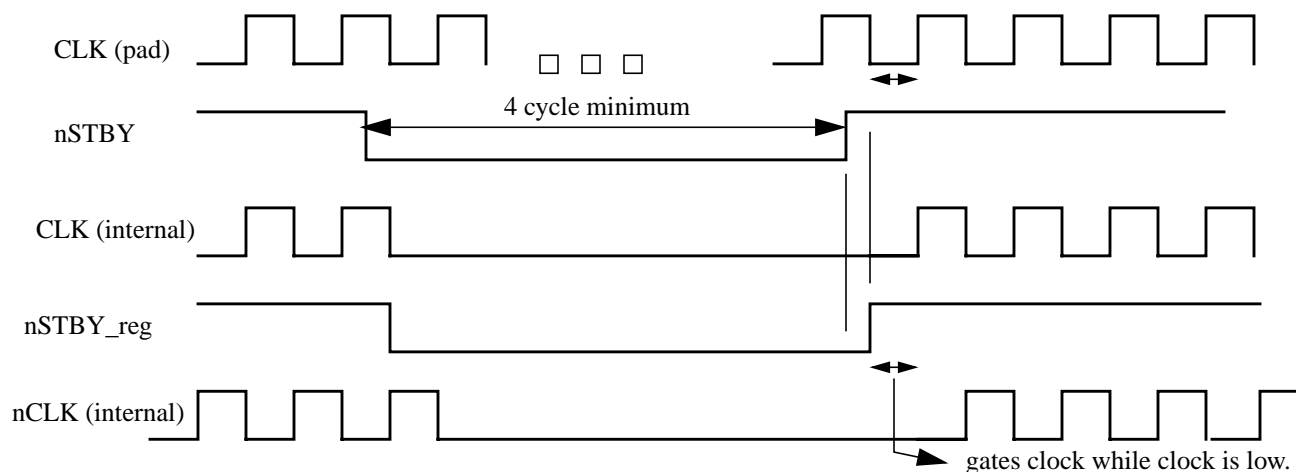 CLK (pad)
4 cycle minimum
nSTBY
CLK (internal)
nSTBY_reg
nCLK (internal)
gates clock while clock is low.